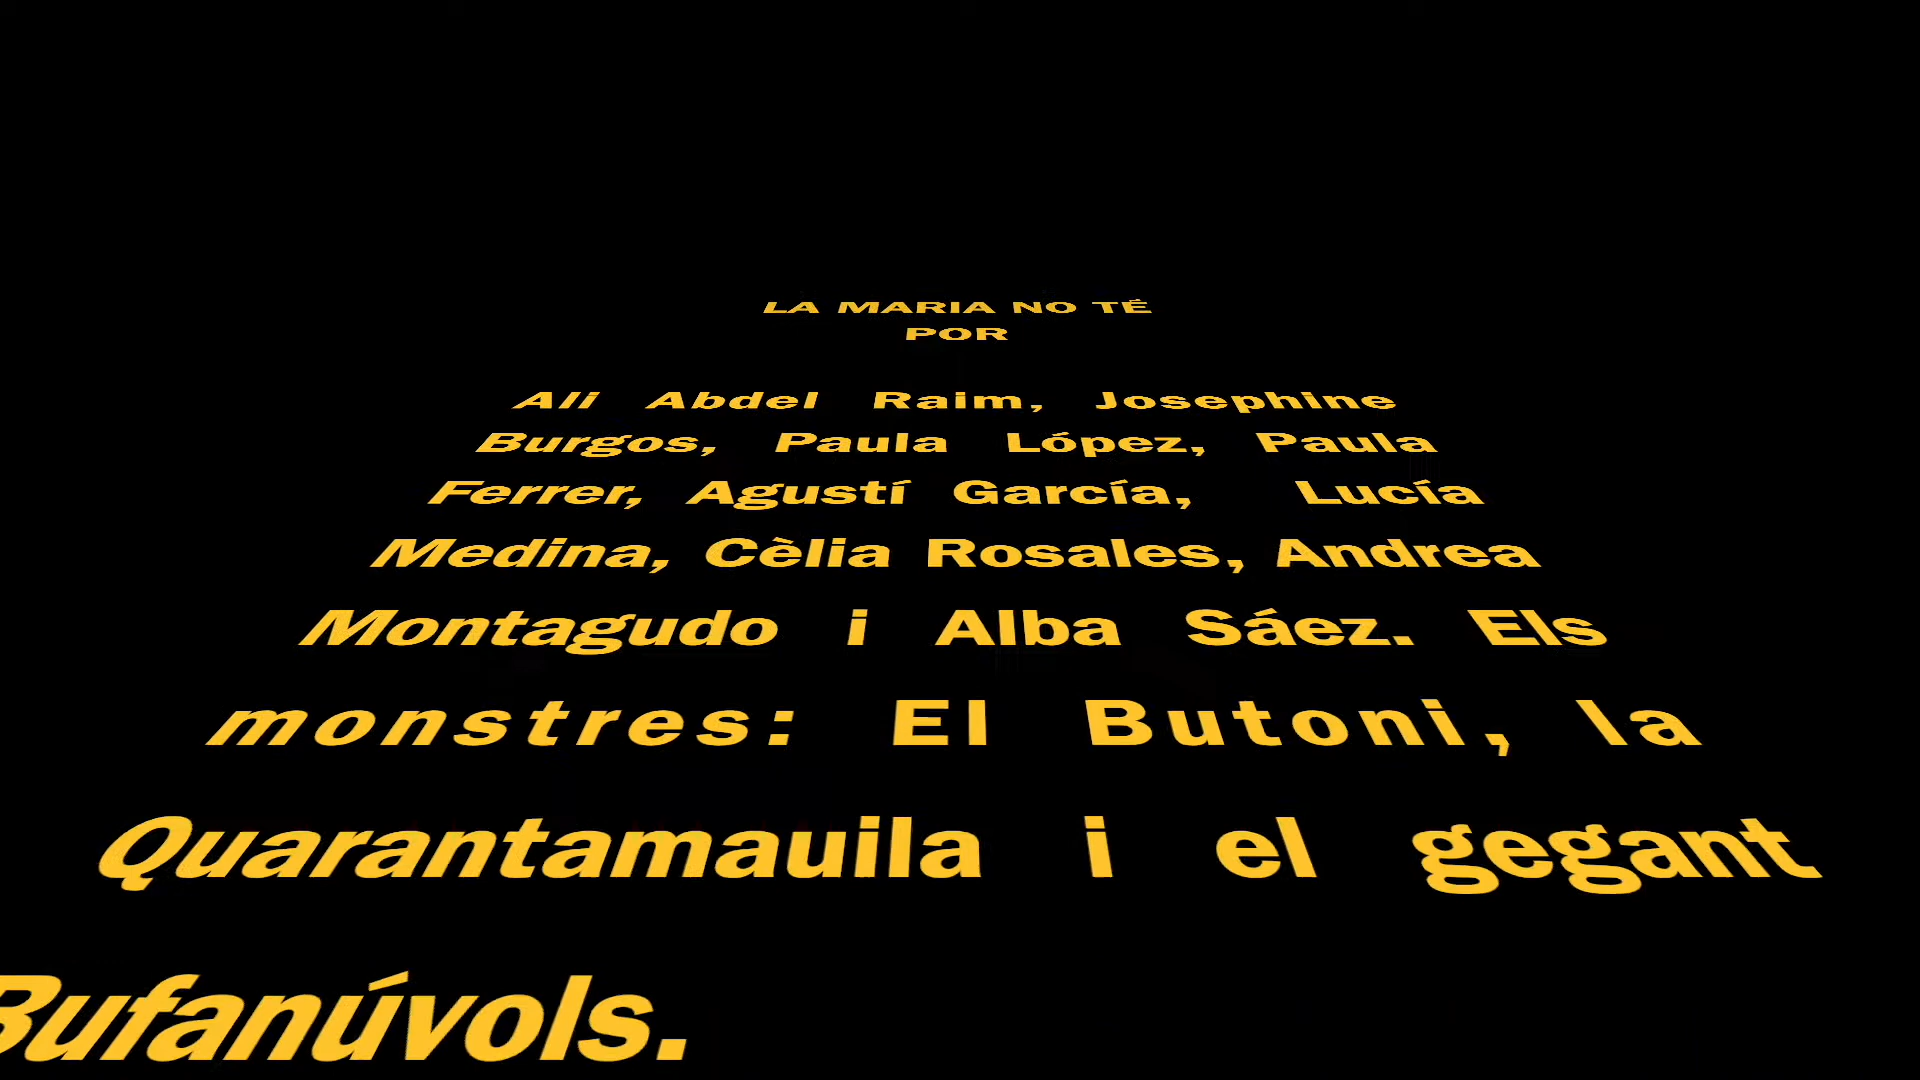 LA MARIA NO TÉ
POR
Ali Abdel Raim, Josephine
Burgos, Paula López, Paula
Ferrer, Agustí García, Lucía
Medina, Cèlia Rosales, Andrea
Montagudo i Alba Sáez. Els
monstres: El Butoni, la
Quarantamauila i el gegant
Bufanúvols.